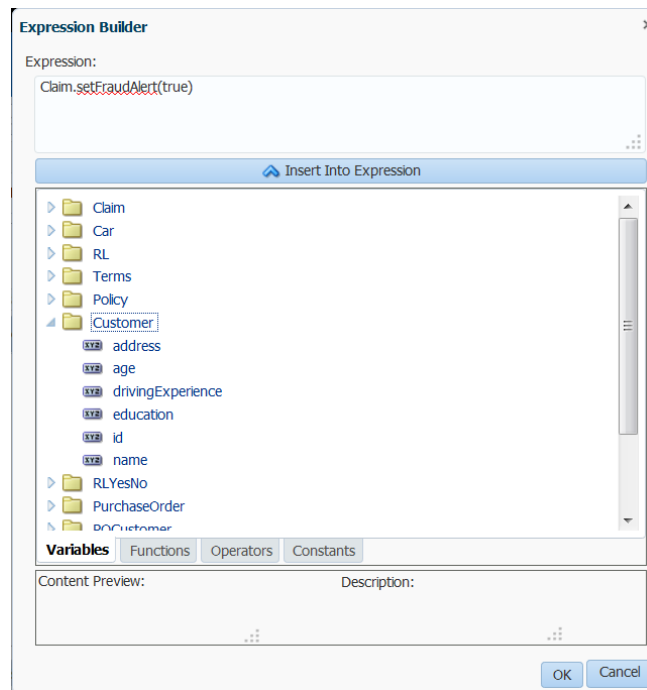 Expression Builder
Expression:
Claim.setFraudAlert(true)
Insert Into Expression
Claim
Car
RL
Terms
Policy
Customer
address
age
drivingExperience
education
id
name
RLYesNo
PurchaseOrder
POCustomer
Variables Functions Operators Constants
Content Preview: Description:
OK Cancel